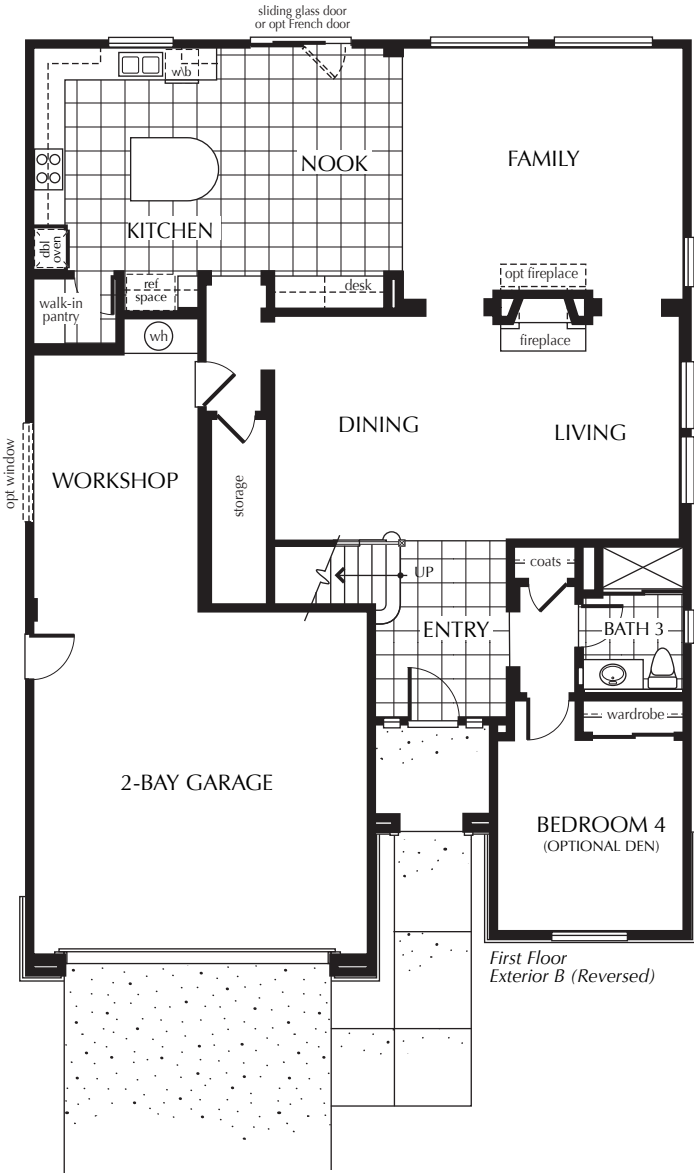 sliding glass door
or opt French door
w\b
NOOK
FAMILY
KITCHEN
dbl
oven
opt fireplace
ref
space
desk
walk-in
pantry
wh
fireplace
DINING
LIVING
opt window
WORKSHOP
storage
coats
UP
ENTRY
BATH 3
wardrobe
2-BAY GARAGE
BEDROOM 4
(OPTIONAL DEN)
First Floor
Exterior B (Reversed)